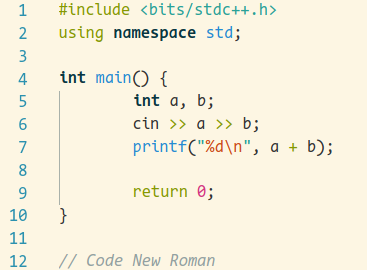 1 #include <bits/stdc++.h>
2 using namespace std;
3
4 int main() {
5 int a, b;
6 cin >> a >> b;
7 printf("%d\n", a + b);
8
9 return 0;
10 }
11
12 // Code New Roman